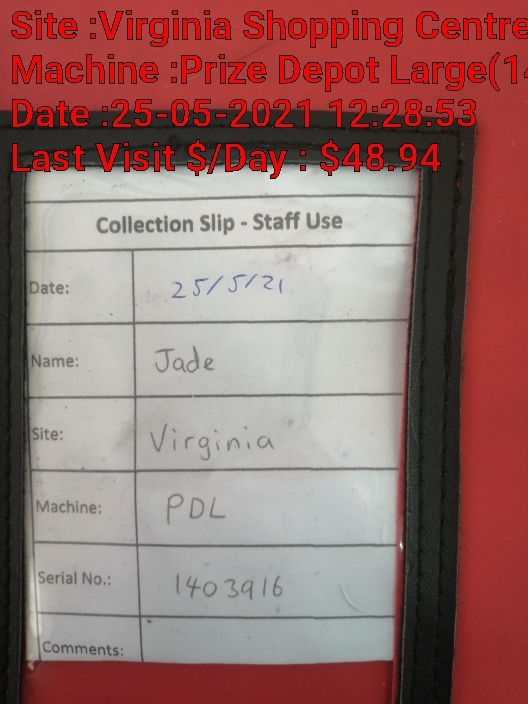 Site :Virginia Shopping Centre
Machine :Prize Depot Large(14
Date :25-05-2021 12:28:53
Last Visit $/Day : $48.94
Collection Slip - Staff Use
Date: 25/5/21
Name: Jade
Site: Virginia
Machine: PDL
Serial No.: 1403916
Comments: